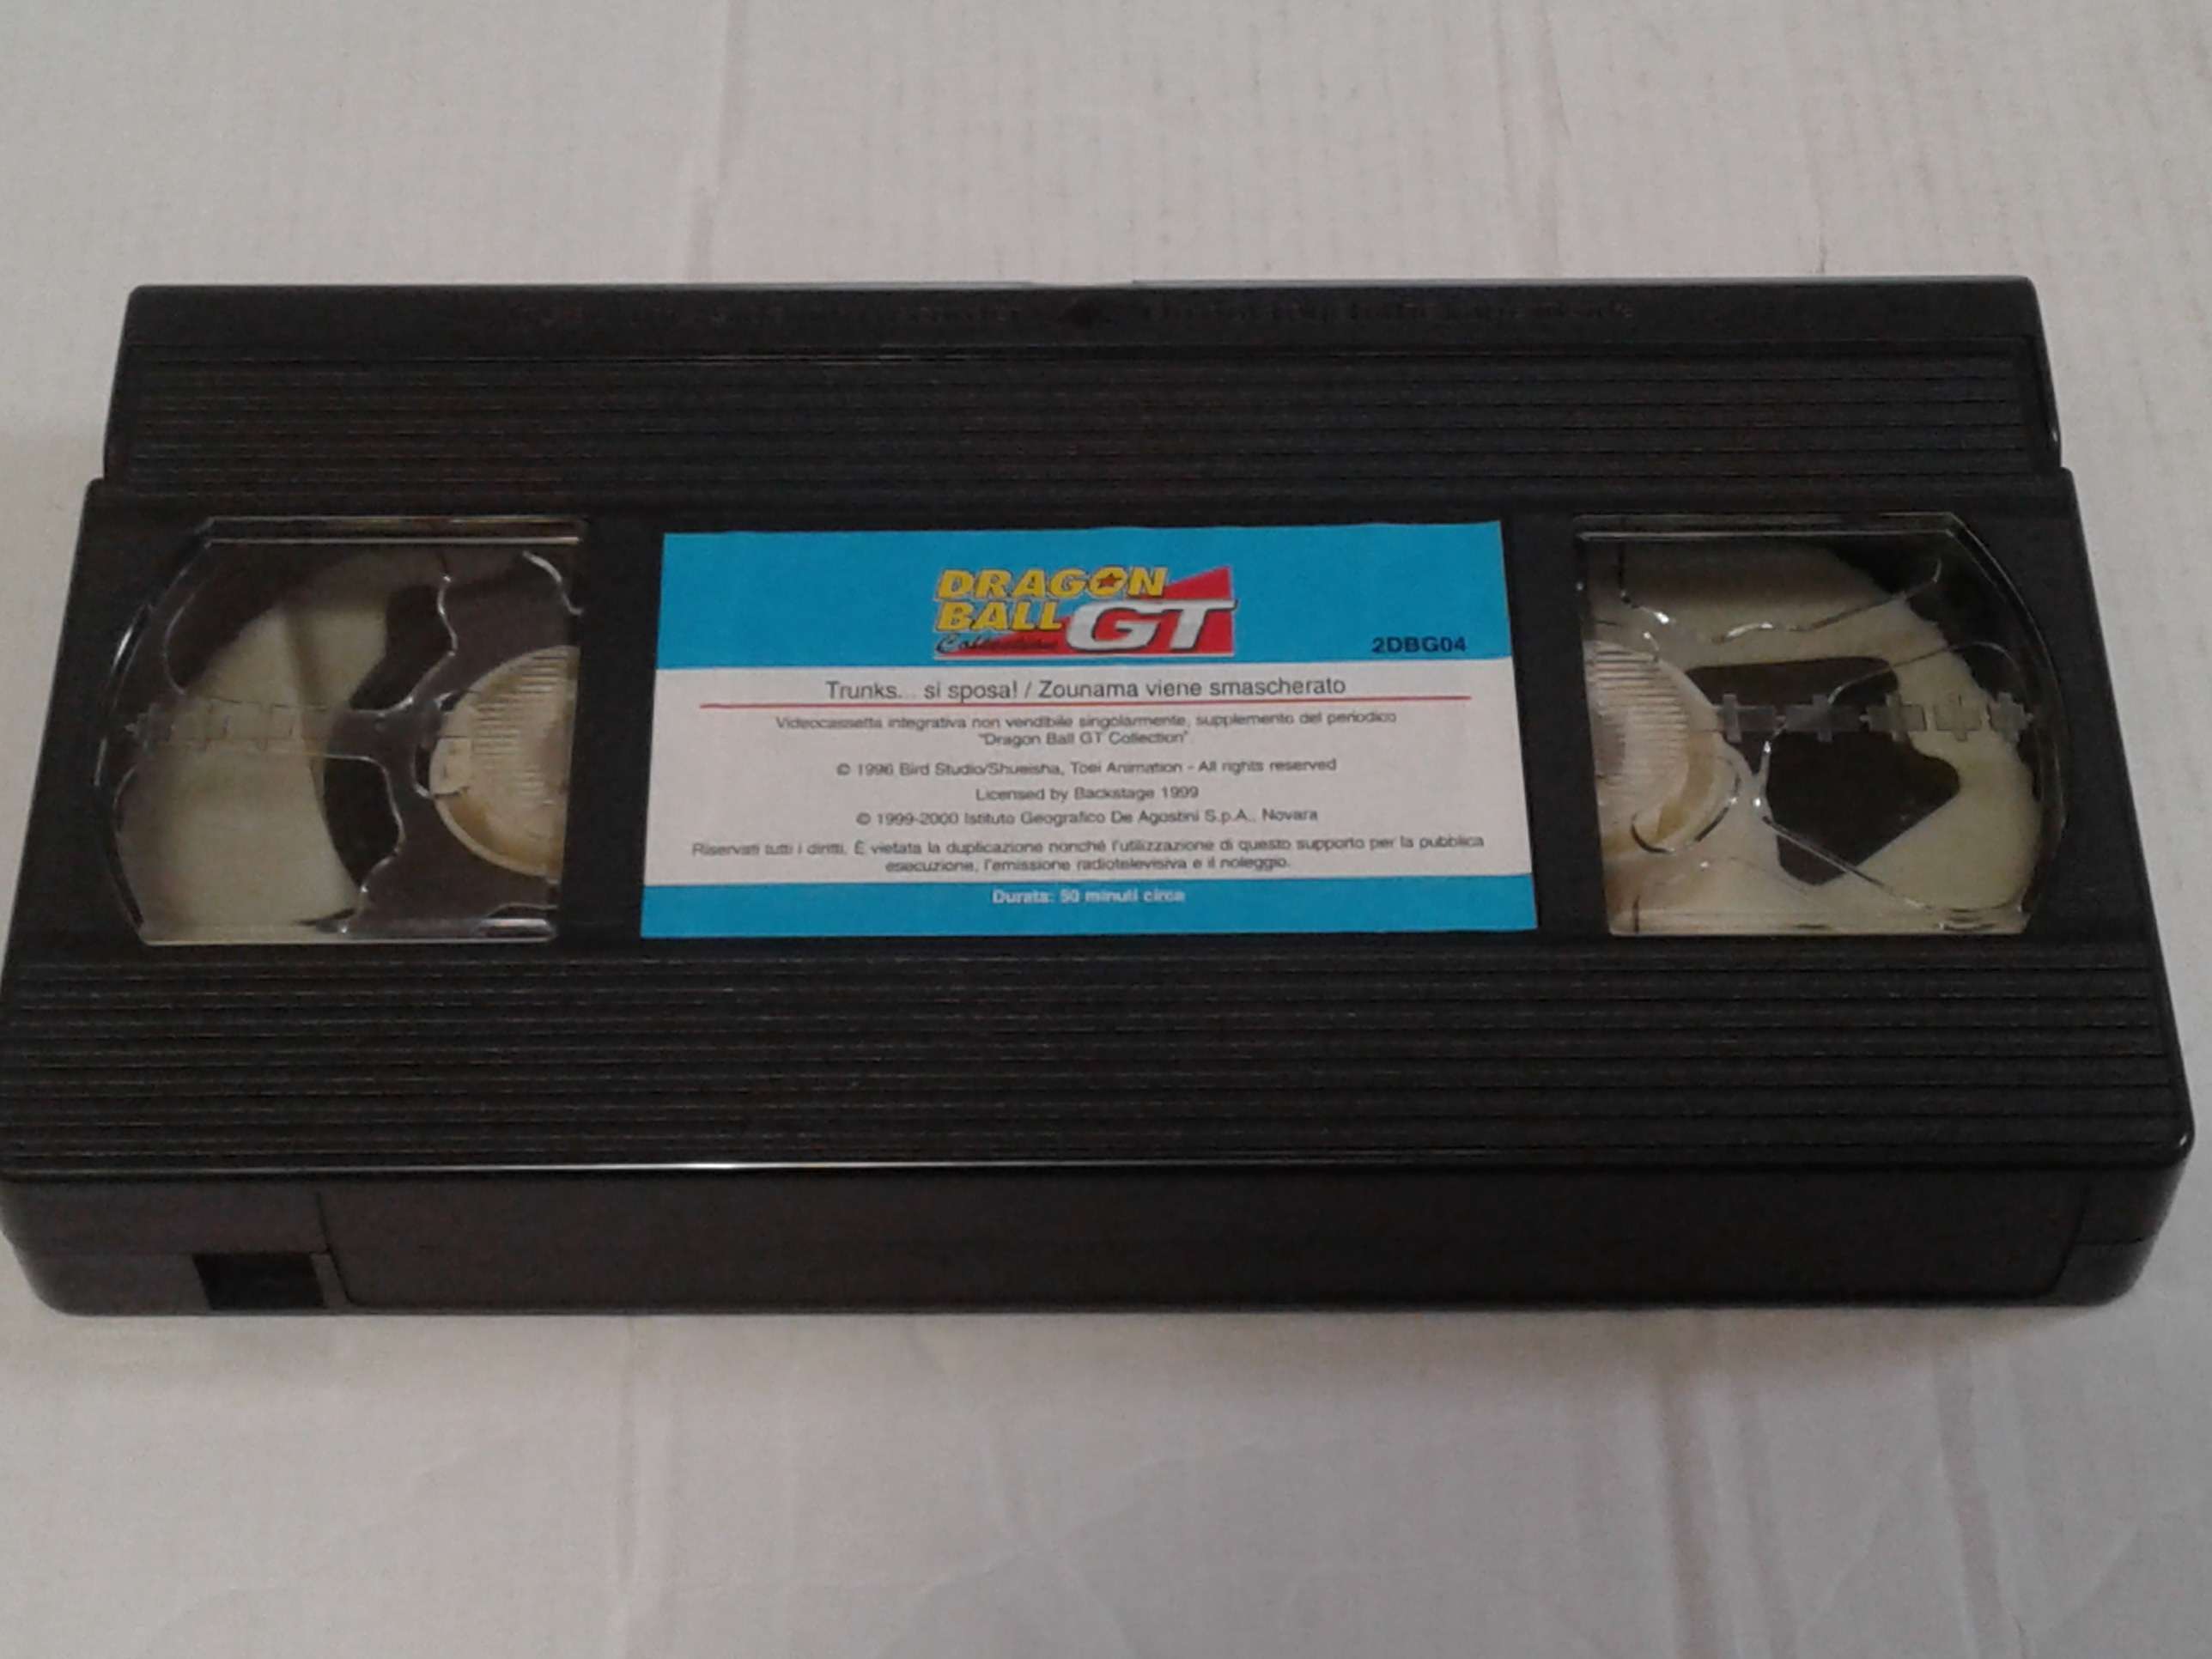 DRAGON
BALL GT
Collection
2DBG04
Trunks... si sposa! / Zounama viene smascherato
Videocassetta integrativa non vendibile singolarmente, supplemento del periodico
"Dragon Ball GT Collection".
© 1996 Bird Studio/Shueisha, Toei Animation - All rights reserved
Licensed by Backstage 1999
© 1999-2000 Istituto Geografico De Agostini S.p.A., Novara
Riservati tutti i diritti. È vietata la duplicazione nonché l'utilizzazione di questo supporto per la pubblica
esecuzione, l'emissione radiotelevisiva e il noleggio.
Durata: 50 minuti circa